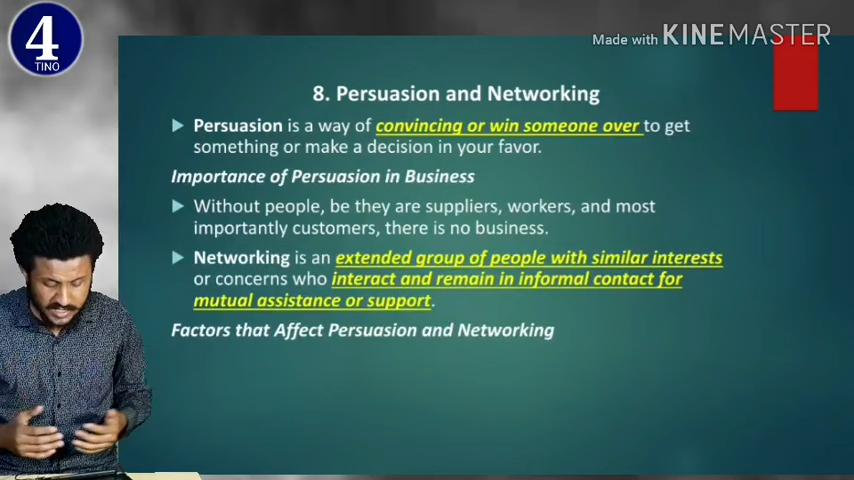 4
TINO
Made with KINEMASTER
8. Persuasion and Networking
Persuasion is a way of convincing or win someone over to get
something or make a decision in your favor.
Importance of Persuasion in Business
Without people, be they are suppliers, workers, and most
importantly customers, there is no business.
Networking is an extended group of people with similar interests
or concerns who interact and remain in informal contact for
mutual assistance or support.
Factors that Affect Persuasion and Networking